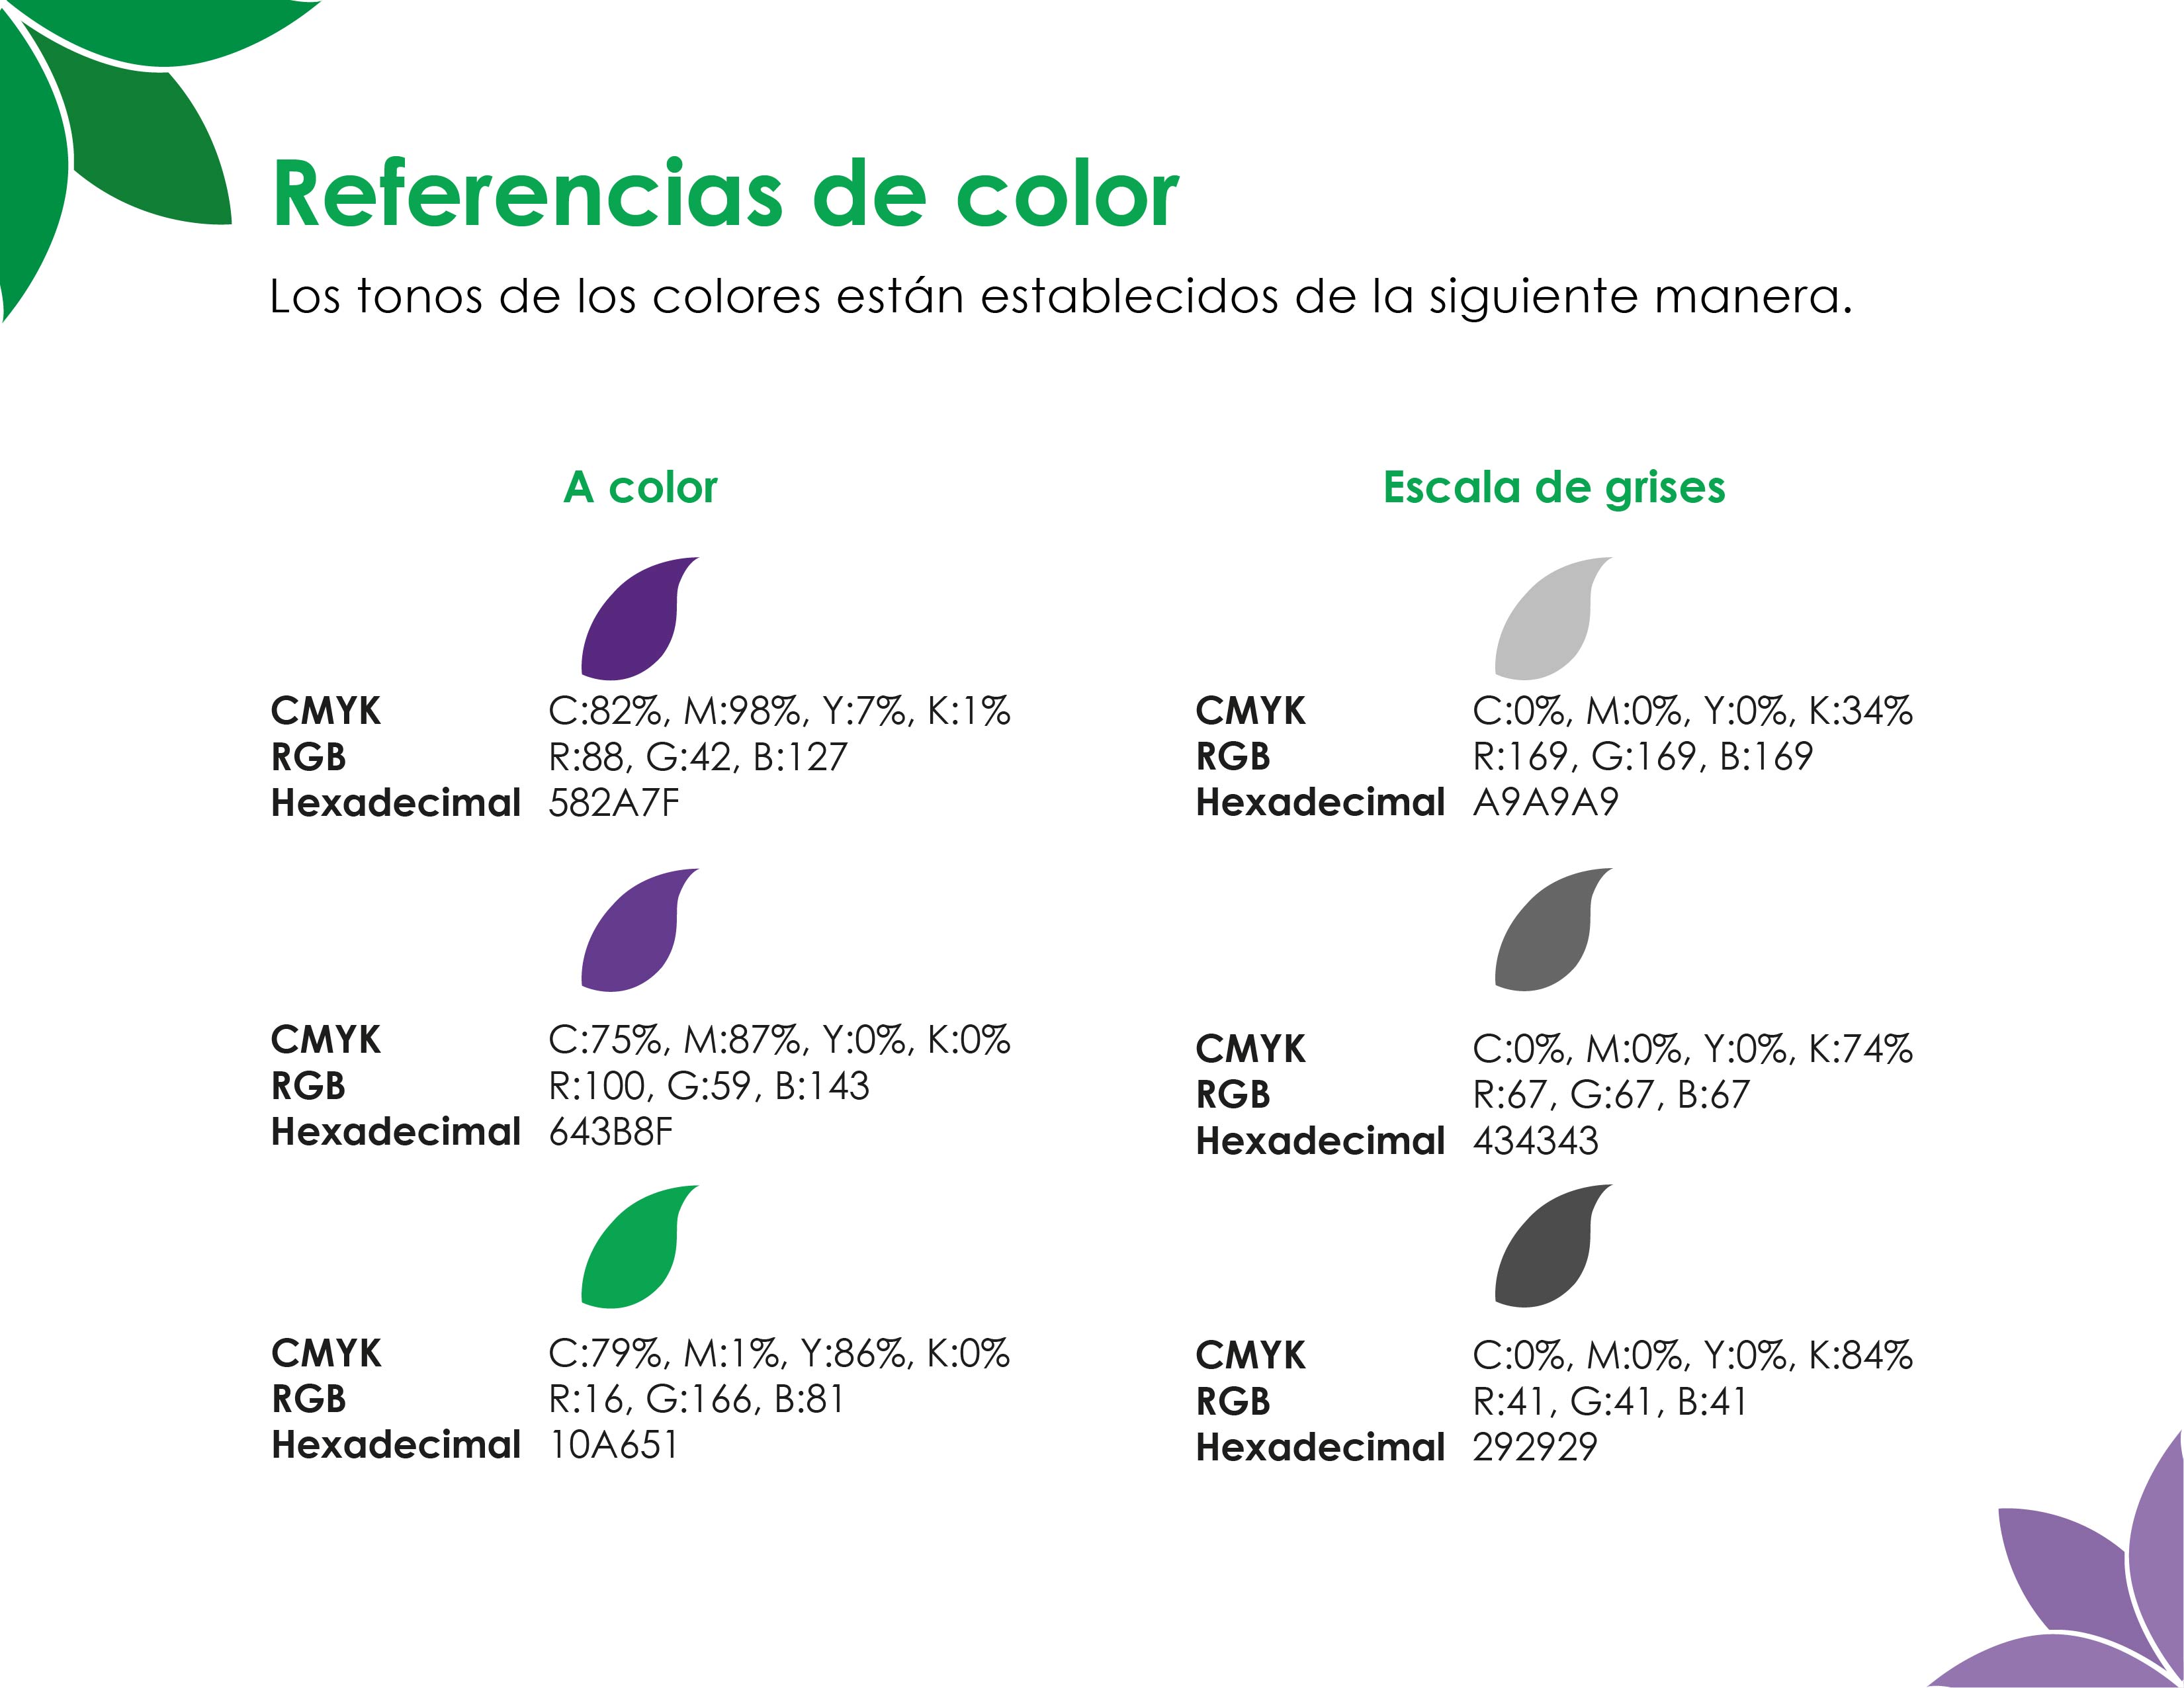 Referencias de color
Los tonos de los colores están establecidos de la siguiente manera.
A color
CMYK C:82%, M:98%, Y:7%, K:1%
RGB R:88, G:42, B:127
Hexadecimal 582A7F
CMYK C:75%, M:87%, Y:0%, K:0%
RGB R:100, G:59, B:143
Hexadecimal 643B8F
CMYK C:79%, M:1%, Y:86%, K:0%
RGB R:16, G:166, B:81
Hexadecimal 10A651
Escala de grises
CMYK C:0%, M:0%, Y:0%, K:34%
RGB R:169, G:169, B:169
Hexadecimal A9A9A9
CMYK C:0%, M:0%, Y:0%, K:74%
RGB R:67, G:67, B:67
Hexadecimal 434343
CMYK C:0%, M:0%, Y:0%, K:84%
RGB R:41, G:41, B:41
Hexadecimal 292929